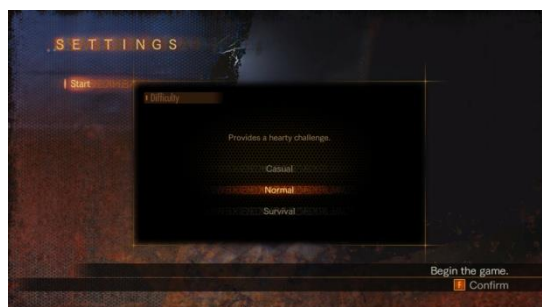 SETTINGS
Start
Difficulty
Provides a hearty challenge.
Casual
Normal
Survival
Begin the game.
F Confirm